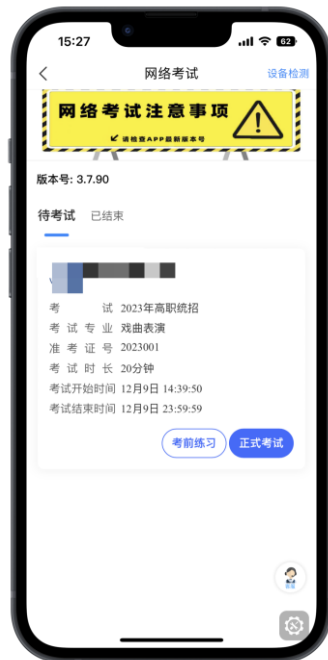 15:27
62
网络考试
设备检测
网络考试注意事项
请检查APP最新版本号
版本号: 3.7.90
待考试 已结束
考试 2023年高职统招
考试专业 戏曲表演
准考证号 2023001
考试时长 20分钟
考试开始时间 12月9日 14:39:50
考试结束时间 12月9日 23:59:59
考前练习 正式考试